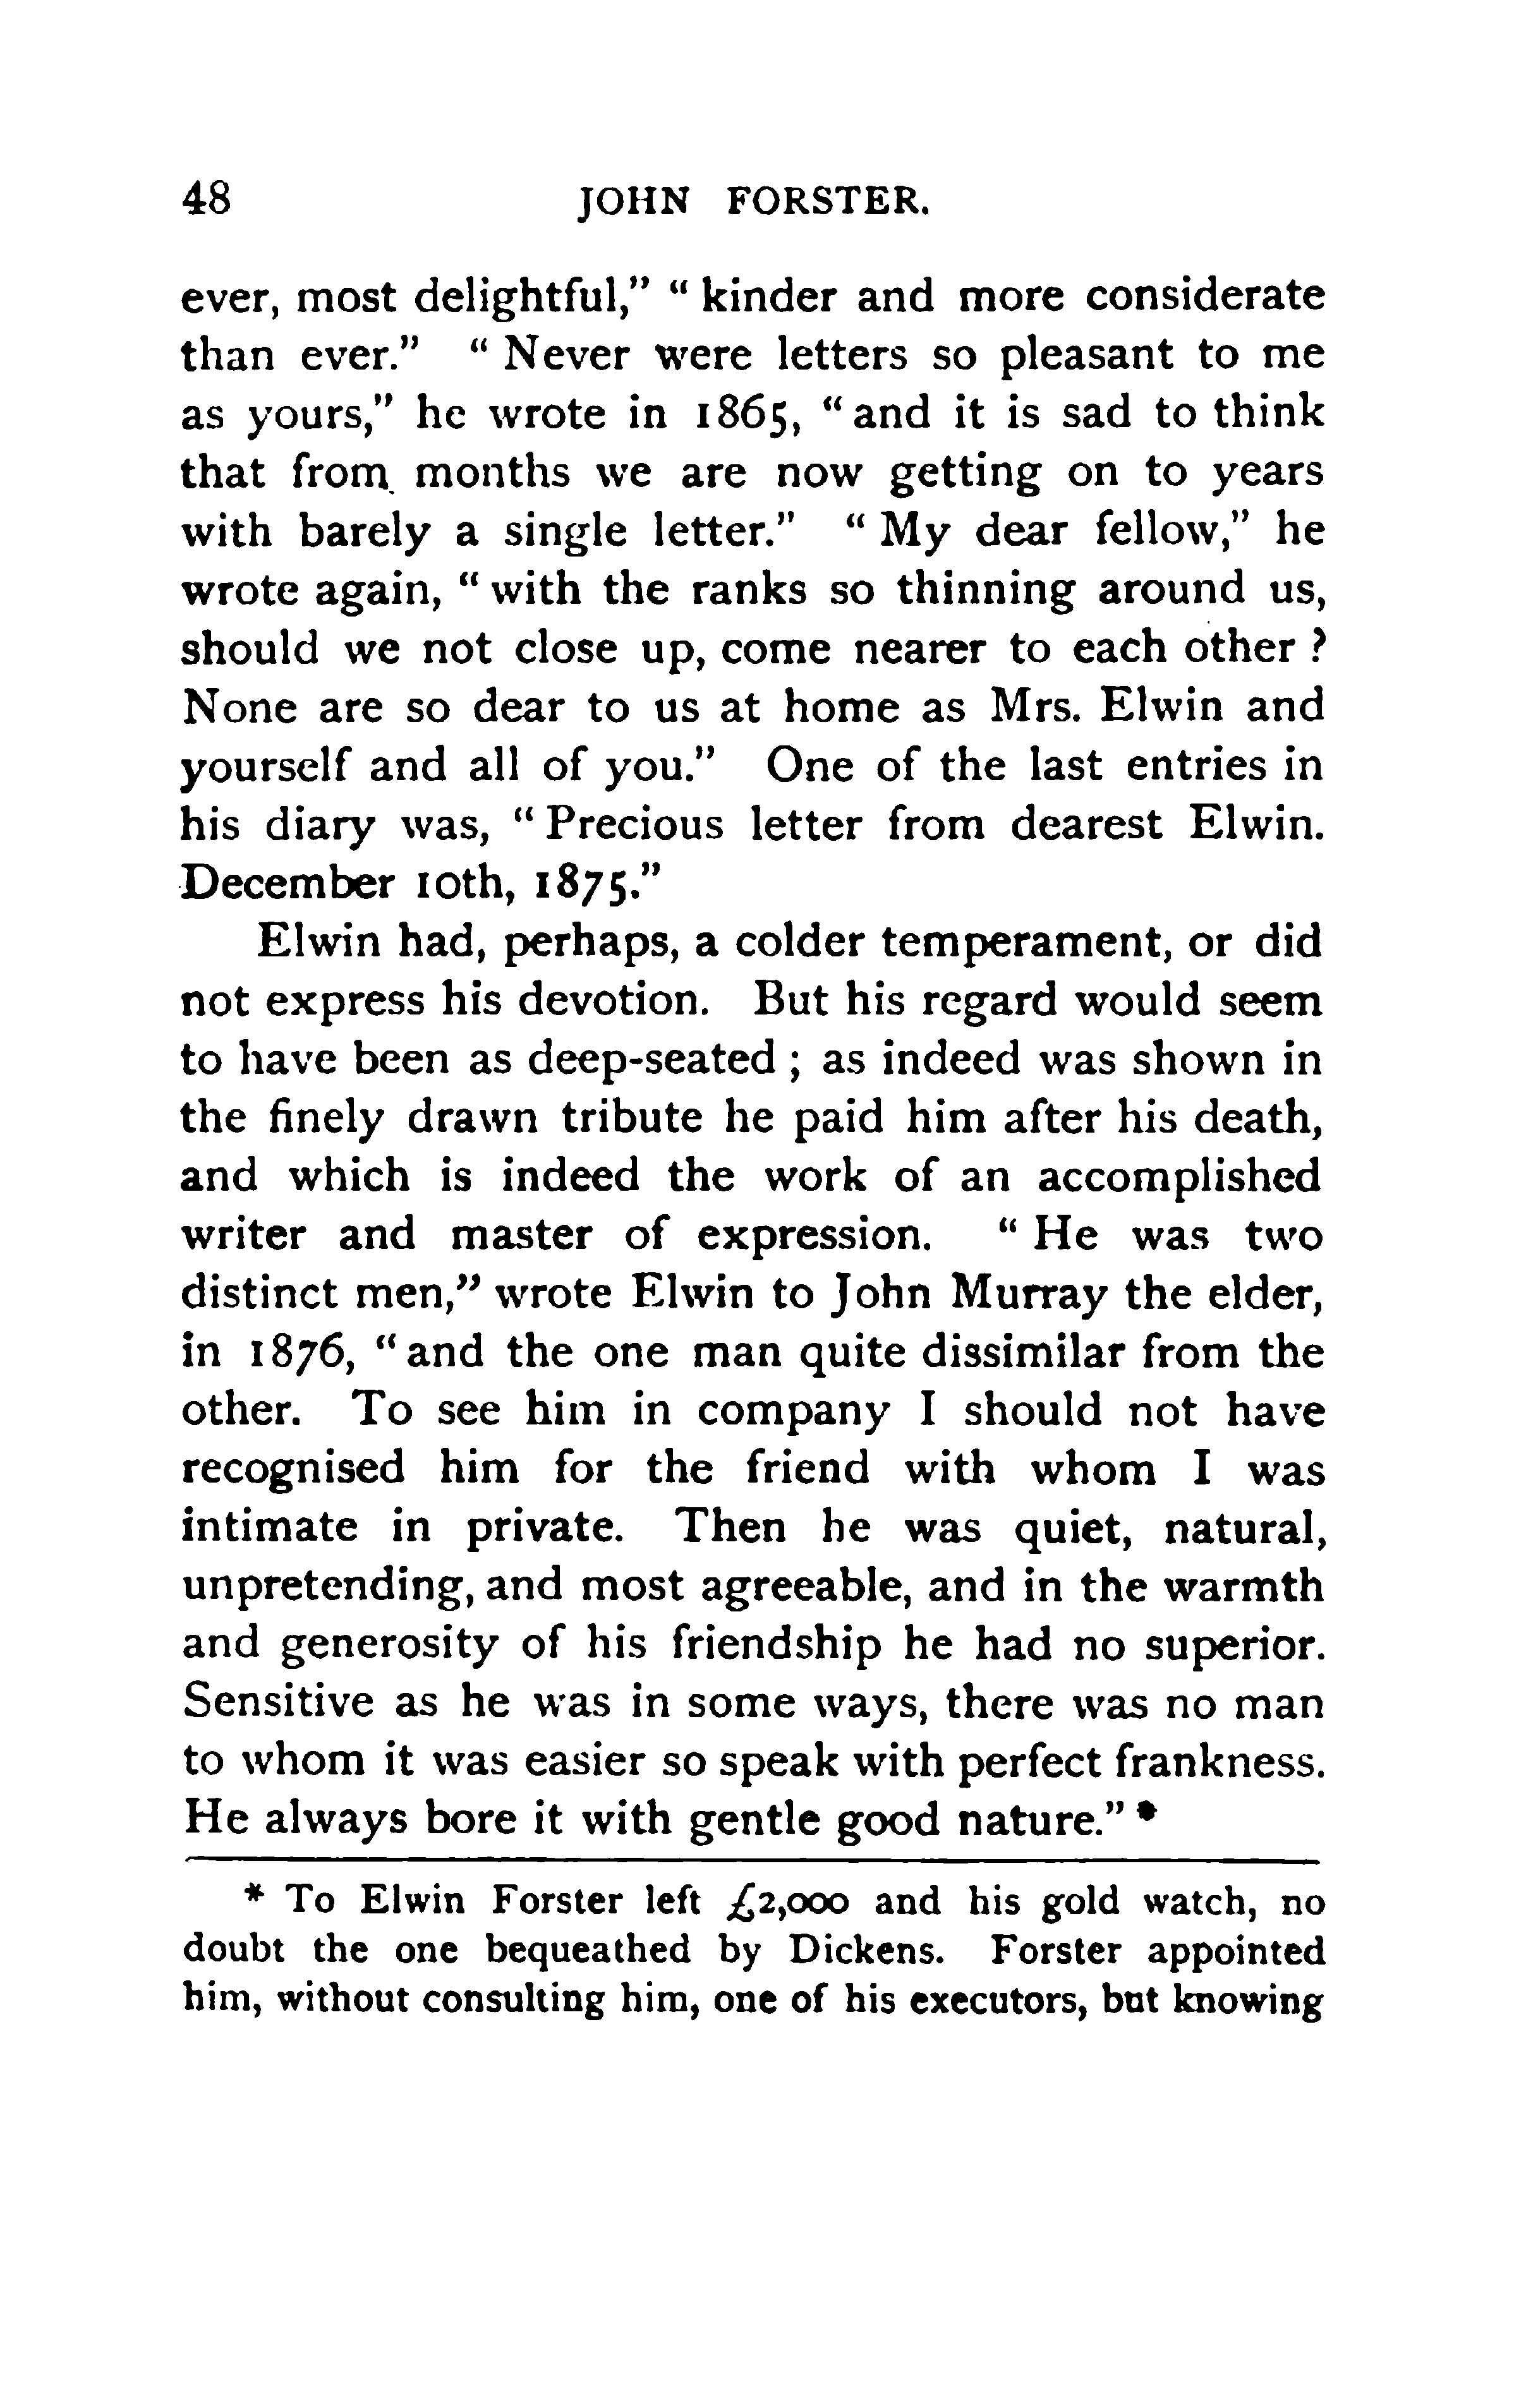 48 JOHN FORSTER.
ever, most delightful," "kinder and more considerate
than ever." "Never were letters so pleasant to me
as yours," he wrote in 1865, "and it is sad to think
that from months we are now getting on to years
with barely a single letter." "My dear fellow," he
wrote again, "with the ranks so thinning around us,
should we not close up, come nearer to each other ?
None are so dear to us at home as Mrs. Elwin and
yourself and all of you." One of the last entries in
his diary was, "Precious letter from dearest Elwin.
December 10th, 1875."
Elwin had, perhaps, a colder temperament, or did
not express his devotion. But his regard would seem
to have been as deep-seated ; as indeed was shown in
the finely drawn tribute he paid him after his death,
and which is indeed the work of an accomplished
writer and master of expression. "He was two
distinct men," wrote Elwin to John Murray the elder,
in 1876, "and the one man quite dissimilar from the
other. To see him in company I should not have
recognised him for the friend with whom I was
intimate in private. Then he was quiet, natural,
unpretending, and most agreeable, and in the warmth
and generosity of his friendship he had no superior.
Sensitive as he was in some ways, there was no man
to whom it was easier so speak with perfect frankness.
He always bore it with gentle good nature." *
* To Elwin Forster left £2,000 and his gold watch, no
doubt the one bequeathed by Dickens. Forster appointed
him, without consulting him, one of his executors, but knowing